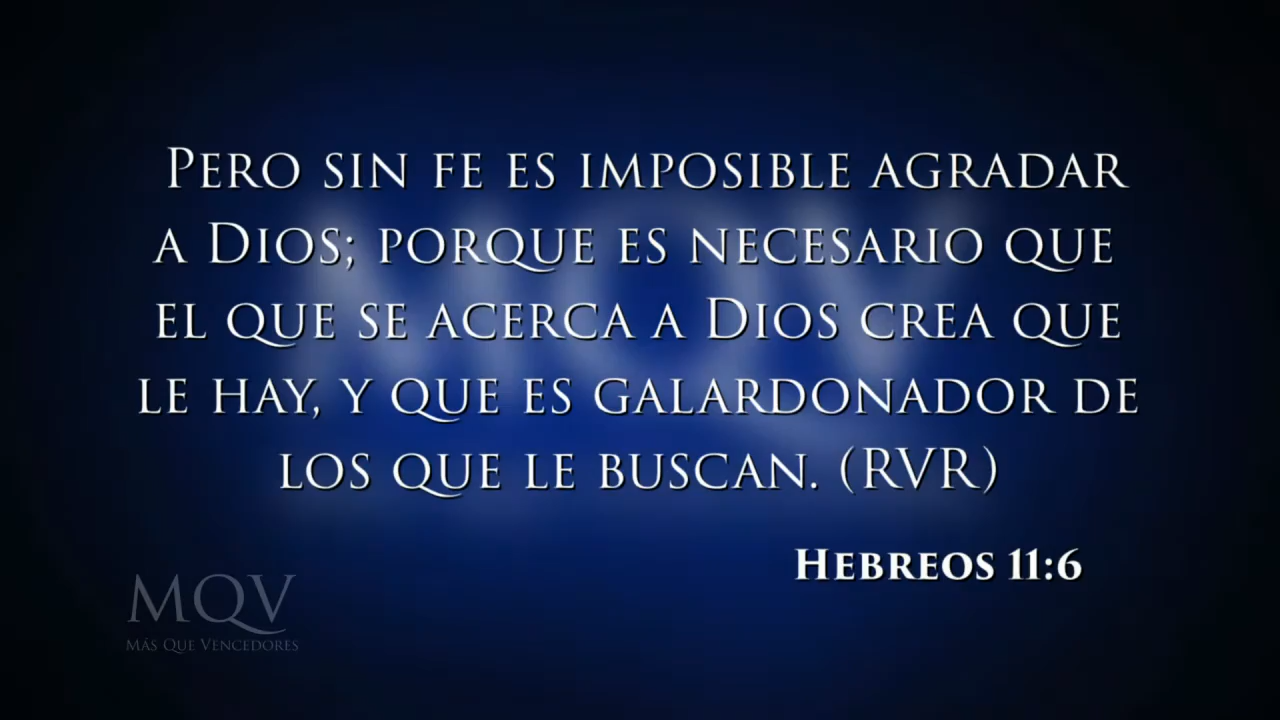 Pero sin fe es imposible agradar
a Dios; porque es necesario que
el que se acerca a Dios crea que
le hay, y que es galardonador de
los que le buscan. (RVR)
Hebreos 11:6
MQV
Más Que Vencedores
MQV